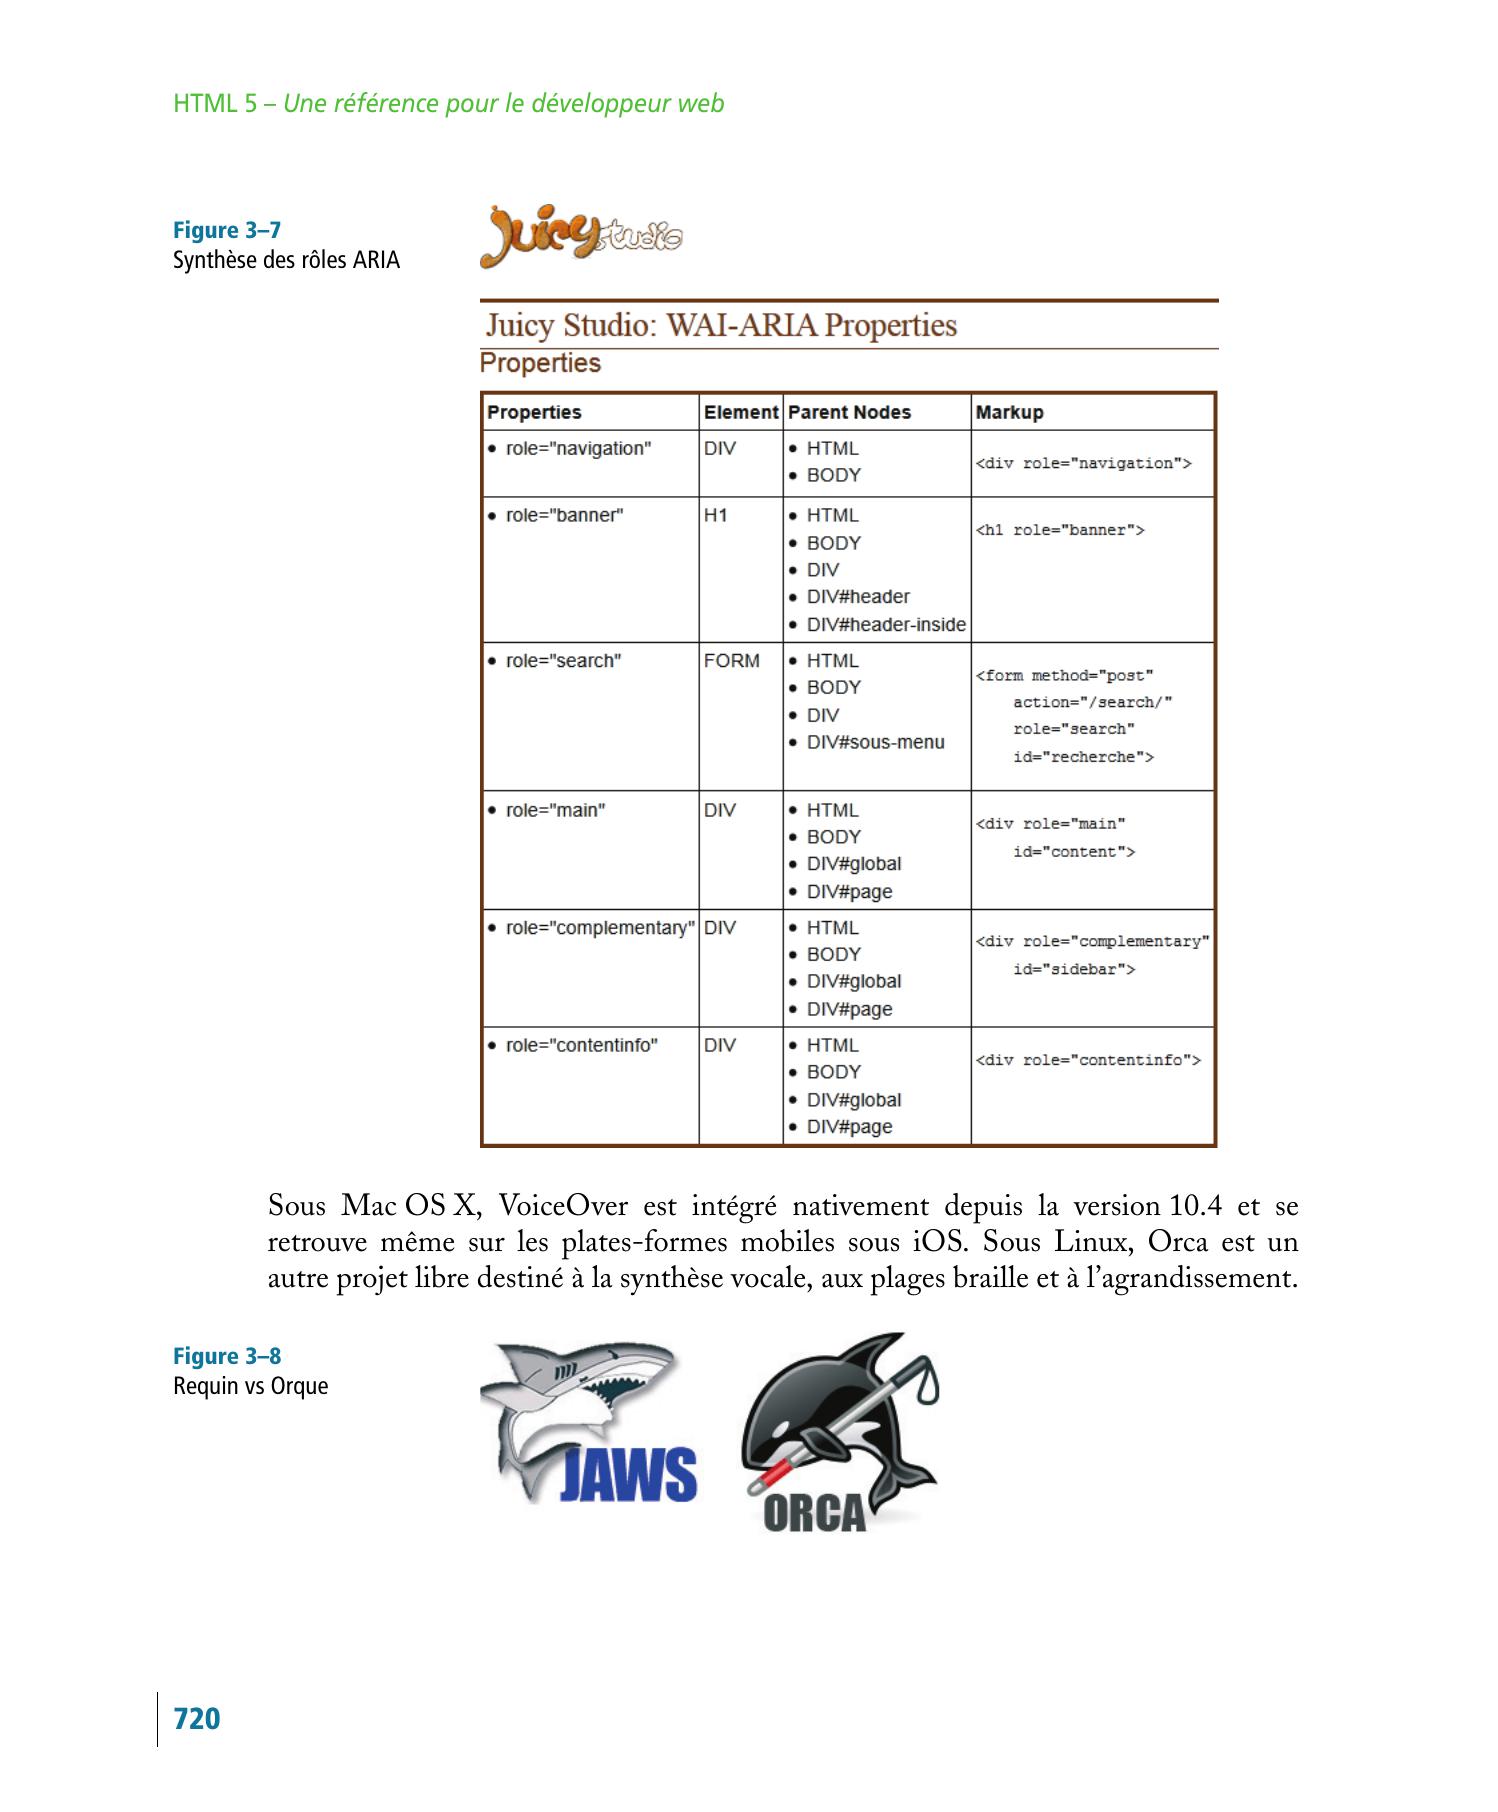 HTML 5 – Une référence pour le développeur web
Figure 3–7
Synthèse des rôles ARIA
Juicy studio
Juicy Studio: WAI-ARIA Properties
Properties
Properties Element Parent Nodes Markup
• role="navigation" DIV • HTML
• BODY
<div role="navigation">
• role="banner" H1 • HTML
• BODY
• DIV
• DIV#header
• DIV#header-inside
<h1 role="banner">
• role="search" FORM • HTML
• BODY
• DIV
• DIV#sous-menu
<form method="post"
action="/search/"
role="search"
id="recherche">
• role="main" DIV • HTML
• BODY
• DIV#global
• DIV#page
<div role="main"
id="content">
• role="complementary" DIV • HTML
• BODY
• DIV#global
• DIV#page
<div role="complementary"
id="sidebar">
• role="contentinfo" DIV • HTML
• BODY
• DIV#global
• DIV#page
<div role="contentinfo">
Sous Mac OS X, VoiceOver est intégré nativement depuis la version 10.4 et se
retrouve même sur les plates-formes mobiles sous iOS. Sous Linux, Orca est un
autre projet libre destiné à la synthèse vocale, aux plages braille et à l’agrandissement.
Figure 3–8
Requin vs Orque
JAWS
ORCA
720